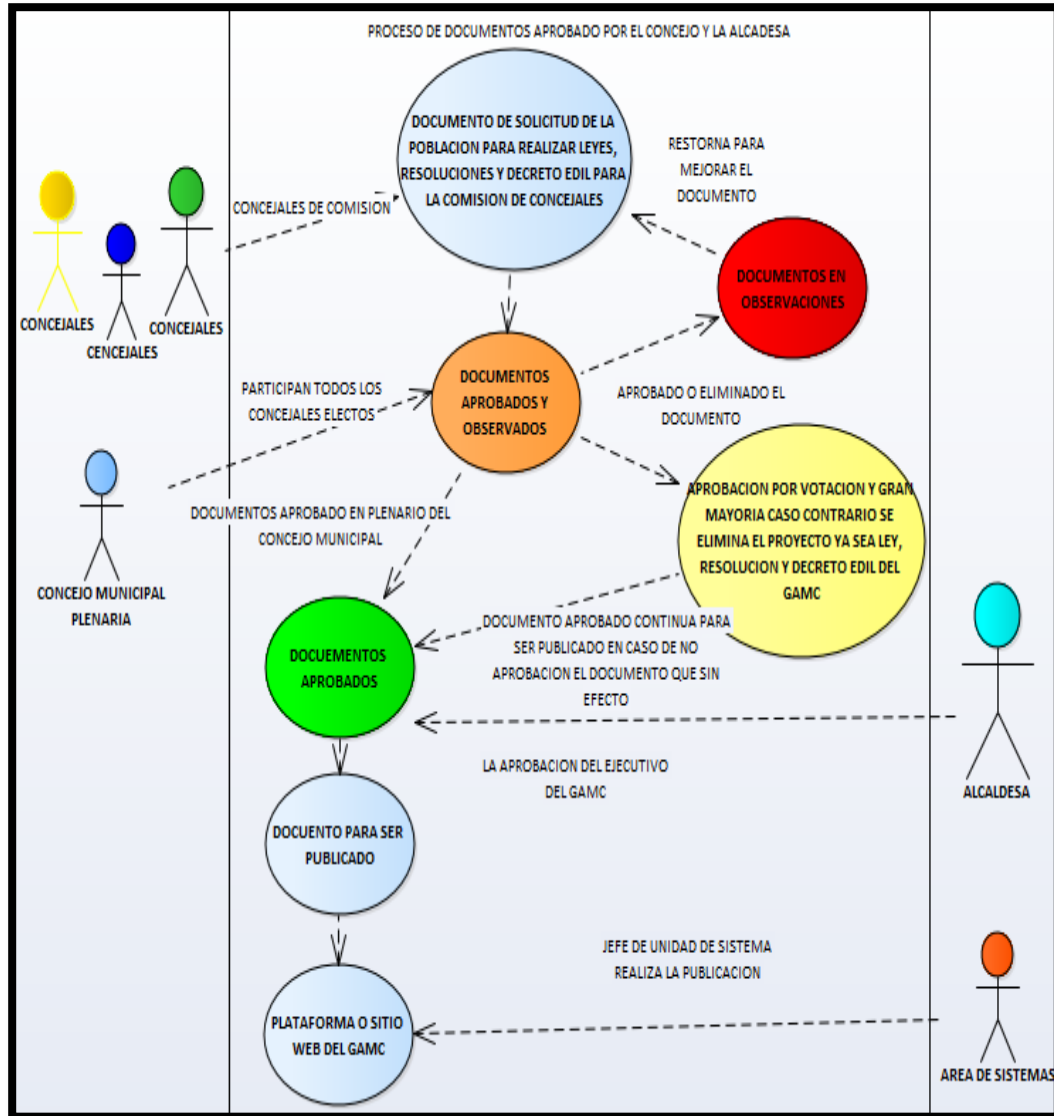 PROCESO DE DOCUMENTOS APROBADO POR EL CONCEJO Y LA ALCADESA
DOCUMENTO DE SOLICITUD DE LA
POBLACION PARA REALIZAR LEYES,
RESOLUCIONES Y DECRETO EDIL PARA
LA COMISION DE CONCEJALES
RESTORNA PARA
MEJORAR EL
DOCUMENTO
CONCEJALES DE COMISION
CONCEJALES
CENCEJALES
CONCEJALES
DOCUMENTOS EN
OBSERVACIONES
DOCUMENTOS
APROBADOS Y
OBSERVADOS
PARTICIPAN TODOS LOS
CONCEJALES ELECTOS
APROBADO O ELIMINADO EL
DOCUMENTO
CONCEJO MUNICIPAL
PLENARIA
DOCUMENTOS APROBADO EN PLENARIO DEL
CONCEJO MUNICIPAL
APROBACION POR VOTACION Y GRAN
MAYORIA CASO CONTRARIO SE
ELIMINA EL PROYECTO YA SEA LEY,
RESOLUCION Y DECRETO EDIL DEL
GAMC
DOCUEMENTOS
APROBADOS
DOCUMENTO APROBADO CONTINUA PARA
SER PUBLICADO EN CASO DE NO
APROBACION EL DOCUMENTO QUE SIN
EFECTO
LA APROBACION DEL EJECUTIVO
DEL GAMC
ALCALDESA
DOCUENTO PARA SER
PUBLICADO
JEFE DE UNIDAD DE SISTEMA
REALIZA LA PUBLICACION
PLATAFORMA O SITIO
WEB DEL GAMC
AREA DE SISTEMAS